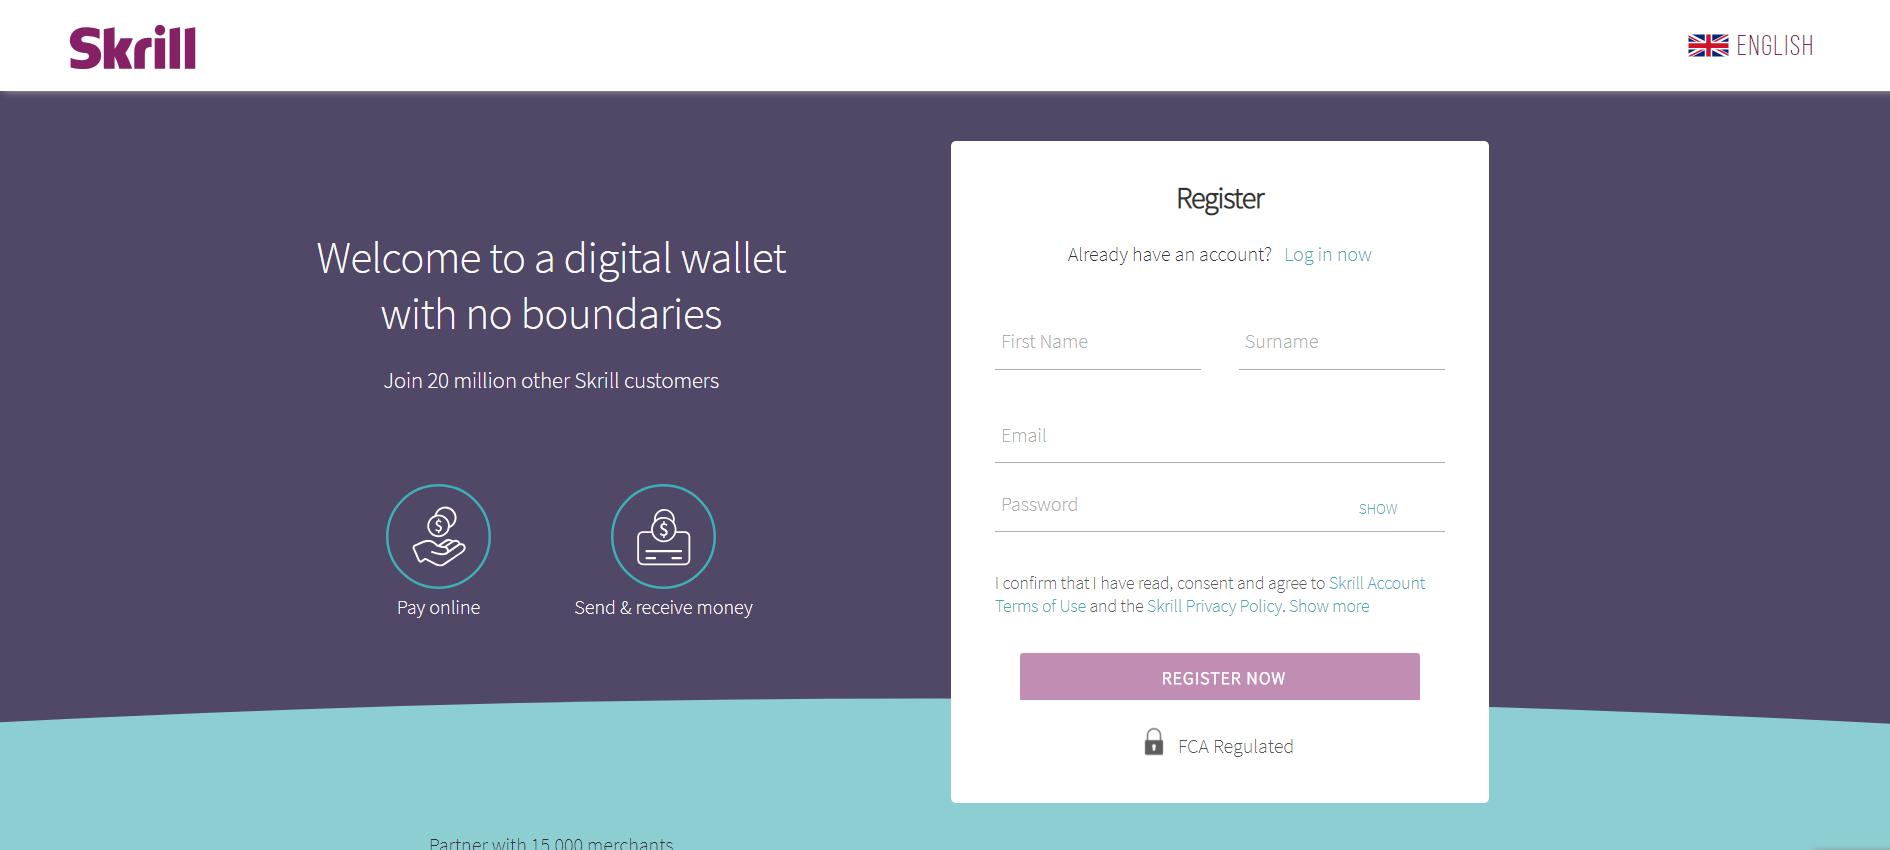 Skrill
ENGLISH
Welcome to a digital wallet
with no boundaries
Join 20 million other Skrill customers
Pay online
Send & receive money
Register
Already have an account? Log in now
First Name
Surname
Email
Password
SHOW
I confirm that I have read, consent and agree to Skrill Account
Terms of Use and the Skrill Privacy Policy. Show more
REGISTER NOW
FCA Regulated
Partner with 15 000 merchants